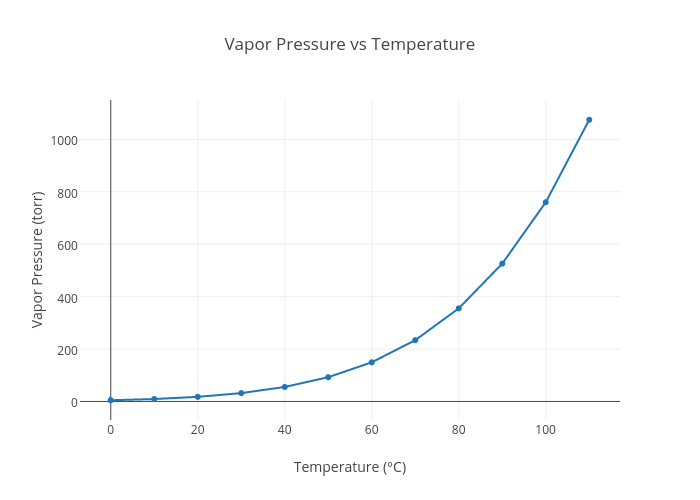 Vapor Pressure vs Temperature
Vapor Pressure (torr)
1000
800
600
400
200
0
0 20 40 60 80 100
Temperature (°C)